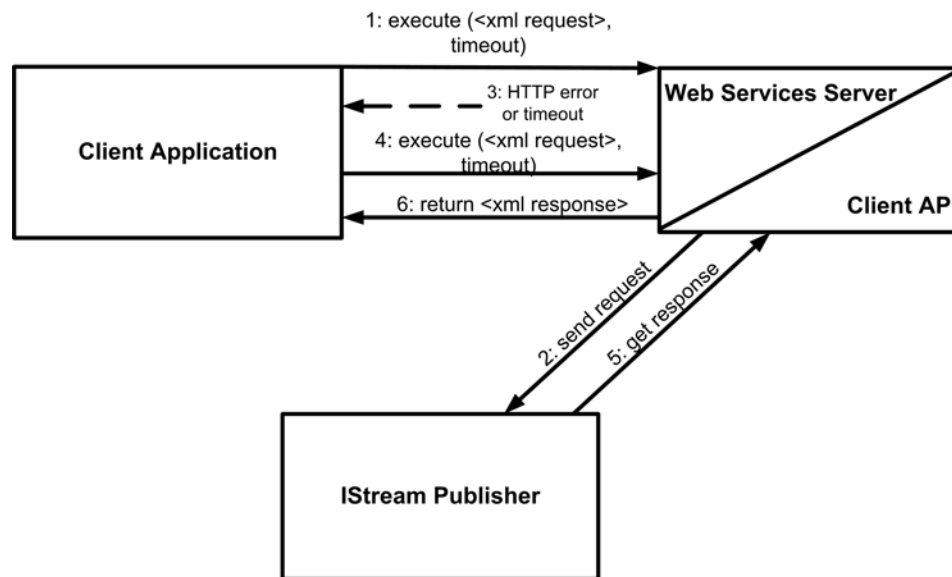 1: execute (<xml request>,
timeout)
Web Services Server
3: HTTP error
or timeout
Client Application
4: execute (<xml request>,
timeout)
6: return <xml response>
Client AP
2: send request
5: get response
IStream Publisher